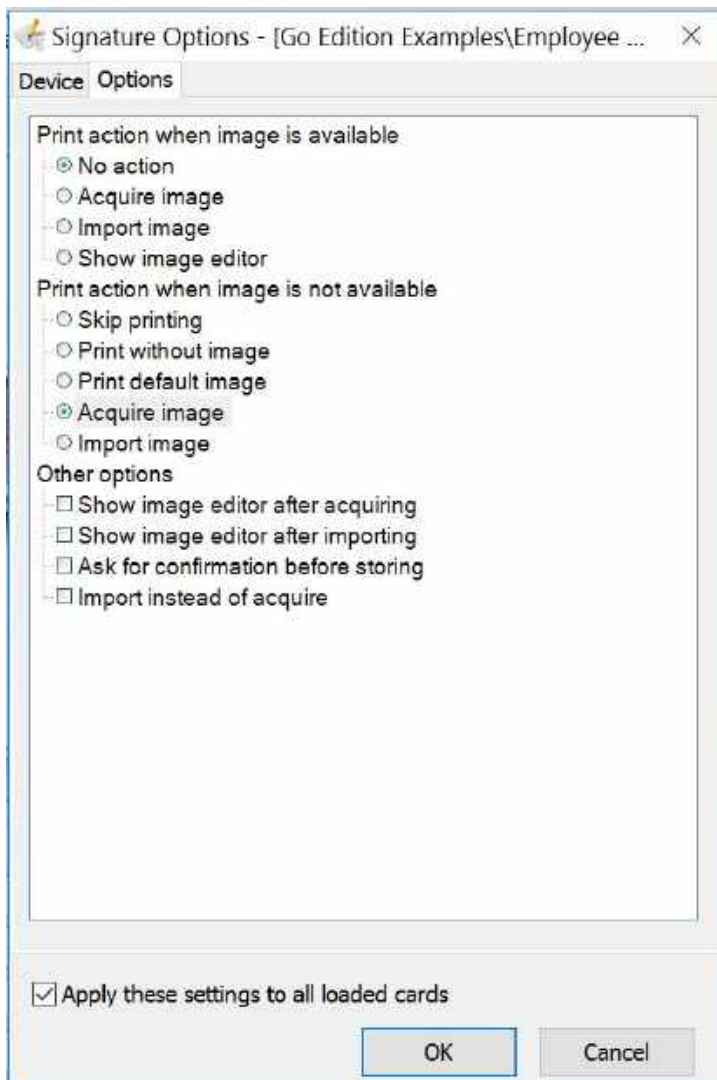 Signature Options - [Go Edition Examples\Employee ...
Device Options
Print action when image is available
No action
Acquire image
Import image
Show image editor
Print action when image is not available
Skip printing
Print without image
Print default image
Acquire image
Import image
Other options
Show image editor after acquiring
Show image editor after importing
Ask for confirmation before storing
Import instead of acquire
Apply these settings to all loaded cards
OK Cancel